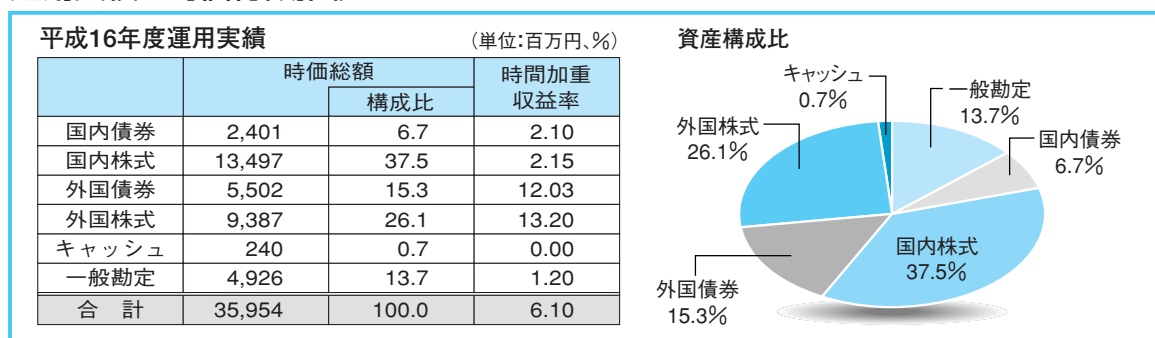 平成16年度運用実績
(単位:百万円、%)
時価総額 時間加重収益率
構成比
国内債券 2,401 6.7 2.10
国内株式 13,497 37.5 2.15
外国債券 5,502 15.3 12.03
外国株式 9,387 26.1 13.20
キャッシュ 240 0.7 0.00
一般勘定 4,926 13.7 1.20
合 計 35,954 100.0 6.10
資産構成比
キャッシュ
0.7%
一般勘定
13.7%
国内債券
6.7%
外国株式
26.1%
国内株式
37.5%
外国債券
15.3%